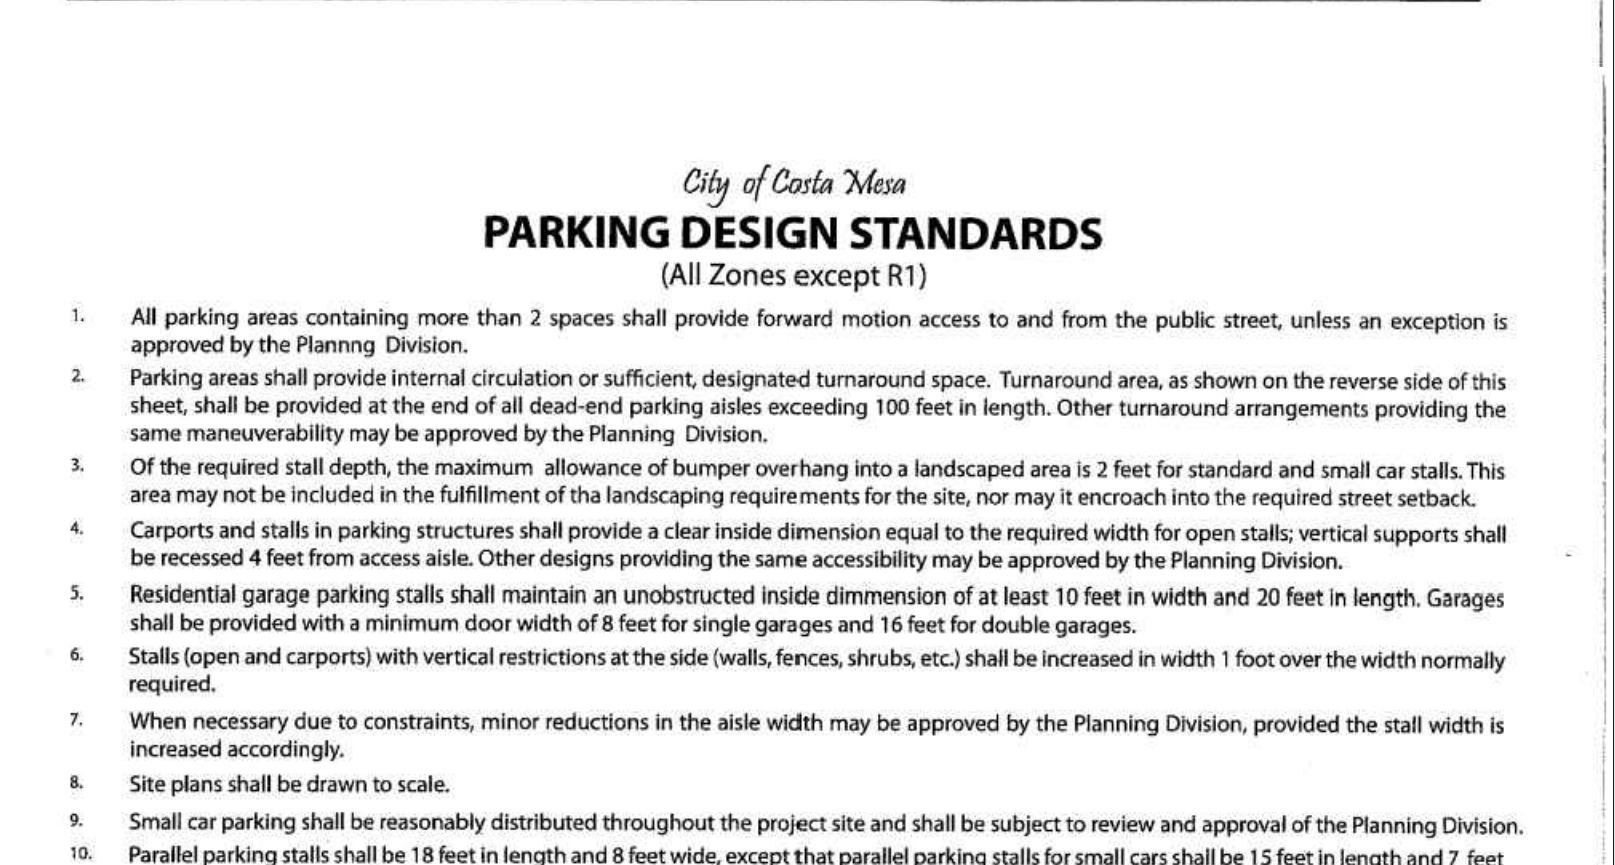 City of Costa Mesa
PARKING DESIGN STANDARDS
(All Zones except R1)
1. All parking areas containing more than 2 spaces shall provide forward motion access to and from the public street, unless an exception is
approved by the Plannng Division.
2. Parking areas shall provide internal circulation or sufficient, designated turnaround space. Turnaround area, as shown on the reverse side of this
sheet, shall be provided at the end of all dead-end parking aisles exceeding 100 feet in length. Other turnaround arrangements providing the
same maneuverability may be approved by the Planning Division.
3. Of the required stall depth, the maximum allowance of bumper overhang into a landscaped area is 2 feet for standard and small car stalls. This
area may not be included in the fulfillment of tha landscaping requirements for the site, nor may it encroach into the required street setback.
4. Carports and stalls in parking structures shall provide a clear inside dimension equal to the required width for open stalls; vertical supports shall
be recessed 4 feet from access aisle. Other designs providing the same accessibility may be approved by the Planning Division.
5. Residential garage parking stalls shall maintain an unobstructed inside dimmension of at least 10 feet in width and 20 feet in length. Garages
shall be provided with a minimum door width of 8 feet for single garages and 16 feet for double garages.
6. Stalls (open and carports) with vertical restrictions at the side (walls, fences, shrubs, etc.) shall be increased in width 1 foot over the width normally
required.
7. When necessary due to constraints, minor reductions in the aisle width may be approved by the Planning Division, provided the stall width is
increased accordingly.
8. Site plans shall be drawn to scale.
9. Small car parking shall be reasonably distributed throughout the project site and shall be subject to review and approval of the Planning Division.
10. Parallel parking stalls shall be 18 feet in length and 8 feet wide, except that parallel parking stalls for small cars shall be 15 feet in length and 7 feet